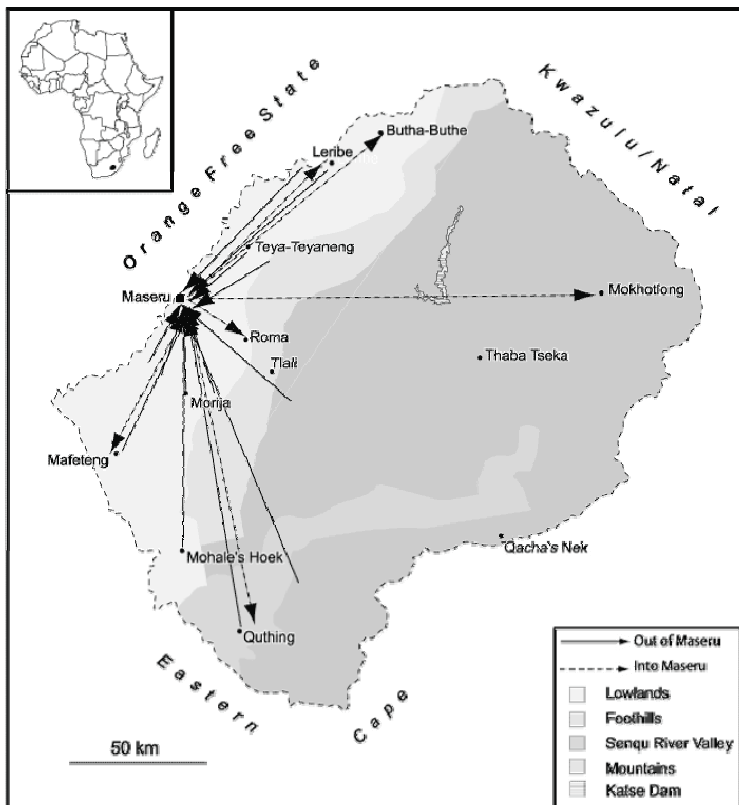 Orange Free State
Kwazulu/Natal
Butha-Buthe
Leribe
Teya-Teyaneng
Maseru
Mokhotlong
Roma
Thaba Tseka
Tlali
Morija
Mafeteng
Qacha's Nek
Mohale's Hoek
Quthing
Eastern Cape
50 km
Out of Maseru
Into Maseru
Lowlands
Foothills
Senqu River Valley
Mountains
Katse Dam